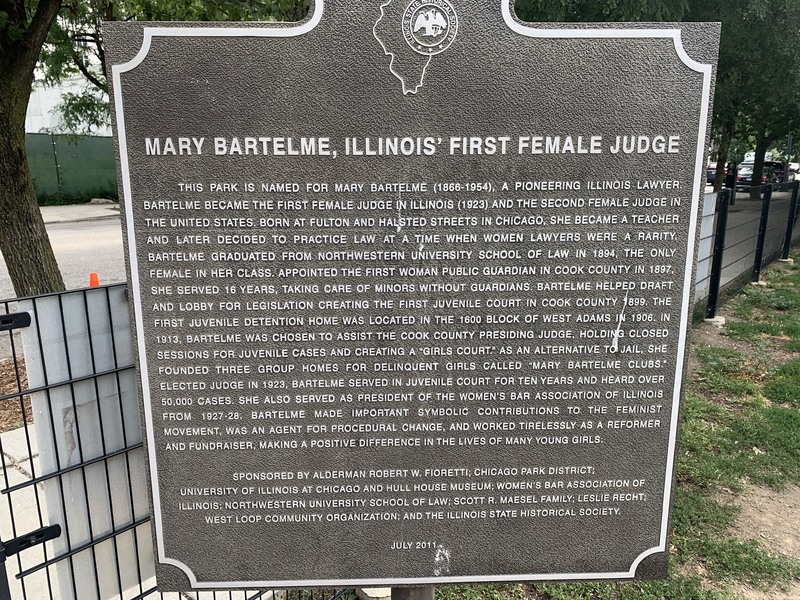 MARY BARTELME, ILLINOIS' FIRST FEMALE JUDGE
THIS PARK IS NAMED FOR MARY BARTELME (1866-1954), A PIONEERING ILLINOIS LAWYER.
BARTELME BECAME THE FIRST FEMALE JUDGE IN ILLINOIS (1923) AND THE SECOND FEMALE JUDGE IN
THE UNITED STATES. BORN AT FULTON AND HALSTED STREETS IN CHICAGO, SHE BECAME A TEACHER
AND LATER DECIDED TO PRACTICE LAW AT A TIME WHEN WOMEN LAWYERS WERE A RARITY.
BARTELME GRADUATED FROM NORTHWESTERN UNIVERSITY SCHOOL OF LAW IN 1894, THE ONLY
FEMALE IN HER CLASS. APPOINTED THE FIRST WOMAN PUBLIC GUARDIAN IN COOK COUNTY IN 1897,
SHE SERVED 16 YEARS, TAKING CARE OF MINORS WITHOUT GUARDIANS. BARTELME HELPED DRAFT
AND LOBBY FOR LEGISLATION CREATING THE FIRST JUVENILE COURT IN COOK COUNTY 1899. THE
FIRST JUVENILE DETENTION HOME WAS LOCATED IN THE 1600 BLOCK OF WEST ADAMS IN 1906. IN
1913, BARTELME WAS CHOSEN TO ASSIST THE COOK COUNTY PRESIDING JUDGE, HOLDING CLOSED
SESSIONS FOR JUVENILE CASES AND CREATING A "GIRLS COURT." AS AN ALTERNATIVE TO JAIL, SHE
FOUNDED THREE GROUP HOMES FOR DELINQUENT GIRLS CALLED "MARY BARTELME CLUBS."
ELECTED JUDGE IN 1923, BARTELME SERVED IN JUVENILE COURT FOR TEN YEARS AND HEARD OVER
50,000 CASES. SHE ALSO SERVED AS PRESIDENT OF THE WOMEN'S BAR ASSOCIATION OF ILLINOIS
FROM 1927-28. BARTELME MADE IMPORTANT SYMBOLIC CONTRIBUTIONS TO THE FEMINIST
MOVEMENT, WAS AN AGENT FOR PROCEDURAL CHANGE, AND WORKED TIRELESSLY AS A REFORMER
AND FUNDRAISER, MAKING A POSITIVE DIFFERENCE IN THE LIVES OF MANY YOUNG GIRLS.
SPONSORED BY ALDERMAN ROBERT W. FIORETTI; CHICAGO PARK DISTRICT;
UNIVERSITY OF ILLINOIS AT CHICAGO AND HULL HOUSE MUSEUM; WOMEN'S BAR ASSOCIATION OF
ILLINOIS; NORTHWESTERN UNIVERSITY SCHOOL OF LAW; SCOTT R. MAESEL FAMILY; LESLIE RECHT;
WEST LOOP COMMUNITY ORGANIZATION; AND THE ILLINOIS STATE HISTORICAL SOCIETY.
JULY 2011